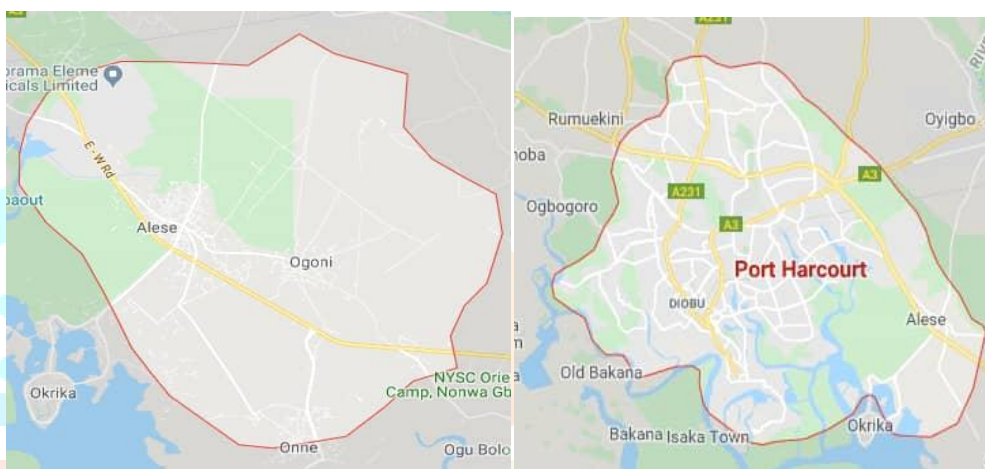 A3
orama Eleme
icals Limited
E-W Rd
Alese
Ogoni
Okrika
NYSC Orie
Camp, Nonwa Gb
Onne
Ogu Bolo
A231
Rumuekini
Oyigbo
noba
A3
A231
Ogbogoro
A3
Port Harcourt
DIOBU
Alese
Old Bakana
Okrika
Bakana
Isaka Town